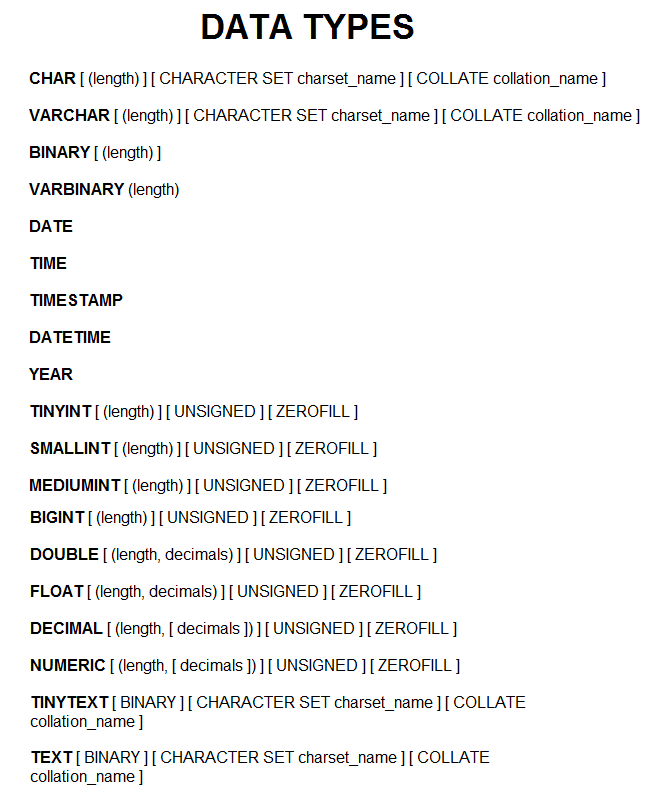 DATA TYPES
CHAR [ (length) ] [ CHARACTER SET charset_name ] [ COLLATE collation_name ]
VARCHAR [ (length) ] [ CHARACTER SET charset_name ] [ COLLATE collation_name ]
BINARY [ (length) ]
VARBINARY (length)
DATE
TIME
TIMESTAMP
DATETIME
YEAR
TINYINT [ (length) ] [ UNSIGNED ] [ ZEROFILL ]
SMALLINT [ (length) ] [ UNSIGNED ] [ ZEROFILL ]
MEDIUMINT [ (length) ] [ UNSIGNED ] [ ZEROFILL ]
BIGINT [ (length) ] [ UNSIGNED ] [ ZEROFILL ]
DOUBLE [ (length, decimals) ] [ UNSIGNED ] [ ZEROFILL ]
FLOAT [ (length, decimals) ] [ UNSIGNED ] [ ZEROFILL ]
DECIMAL [ (length, [ decimals ]) ] [ UNSIGNED ] [ ZEROFILL ]
NUMERIC [ (length, [ decimals ]) ] [ UNSIGNED ] [ ZEROFILL ]
TINYTEXT [ BINARY ] [ CHARACTER SET charset_name ] [ COLLATE
collation_name ]
TEXT [ BINARY ] [ CHARACTER SET charset_name ] [ COLLATE
collation_name ]